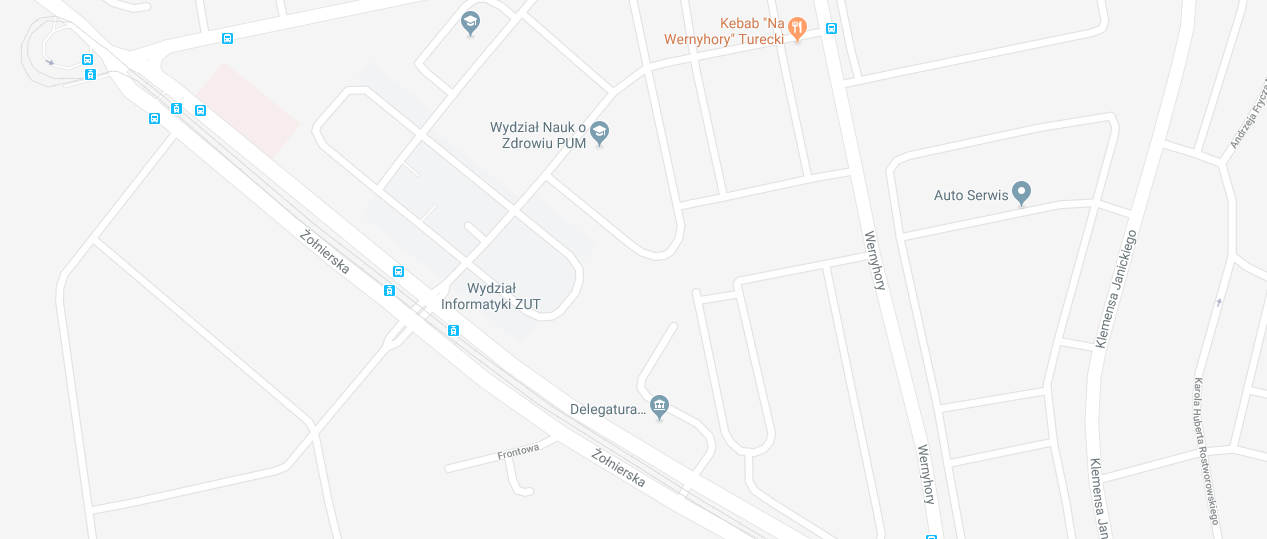 Kebab "Na
Wernyhory" Turecki
Wydział Nauk o
Zdrowiu PUM
Andrzeja Frycza
Auto Serwis
Żołnierska
Wernyhory
Klemensa Janickiego
Wydział
Informatyki ZUT
Delegatura...
Karola Huberta Rostworowskiego
Frontowa
Żołnierska
Wernyhory
Klemensa Jan